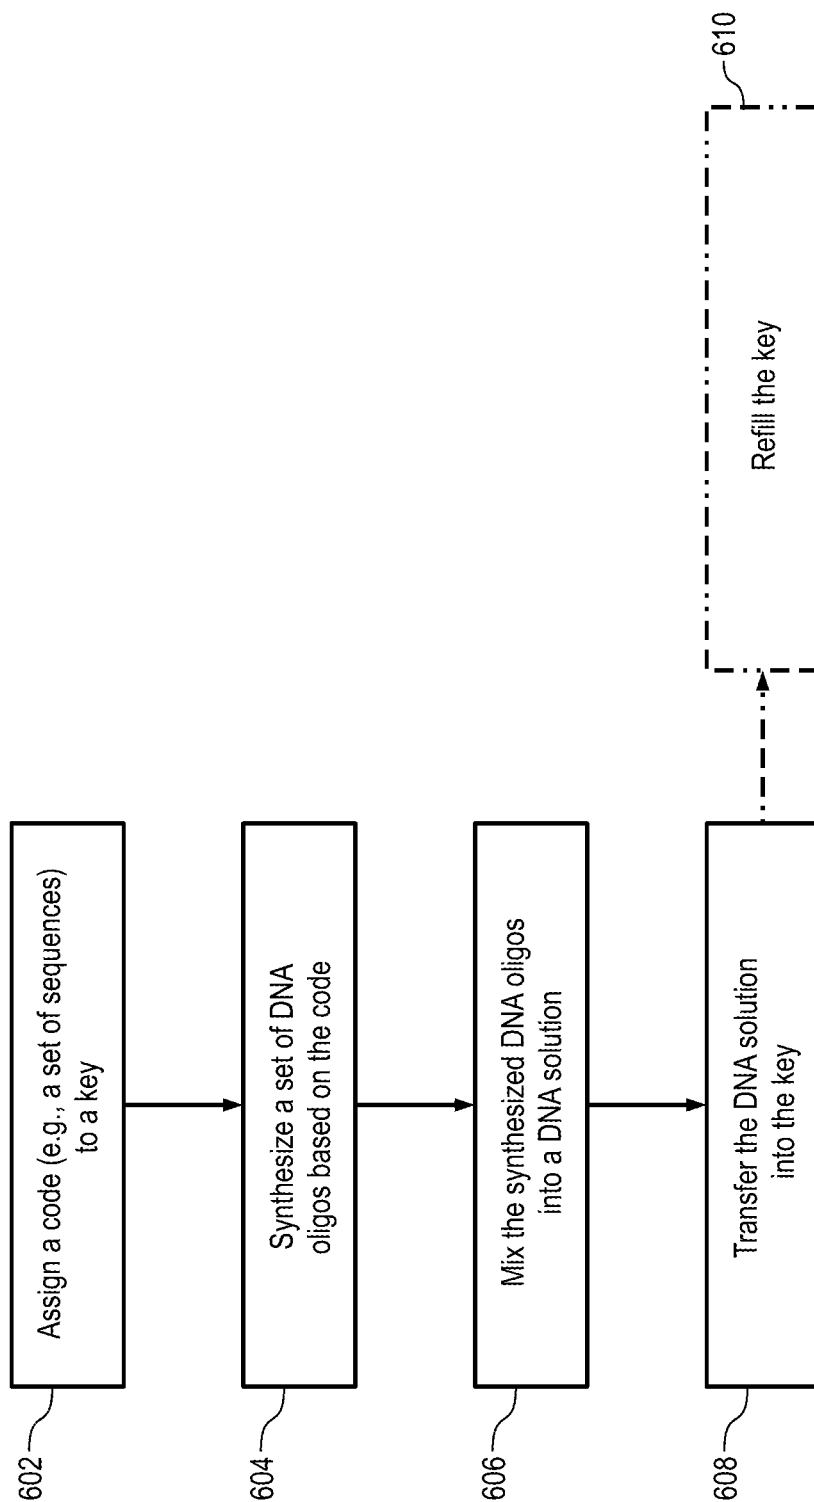 602
Assign a code (e.g., a set of sequences)
to a key
604
Synthesize a set of DNA
oligos based on the code
606
Mix the synthesized DNA oligos
into a DNA solution
608
Transfer the DNA solution
into the key
610
Refill the key